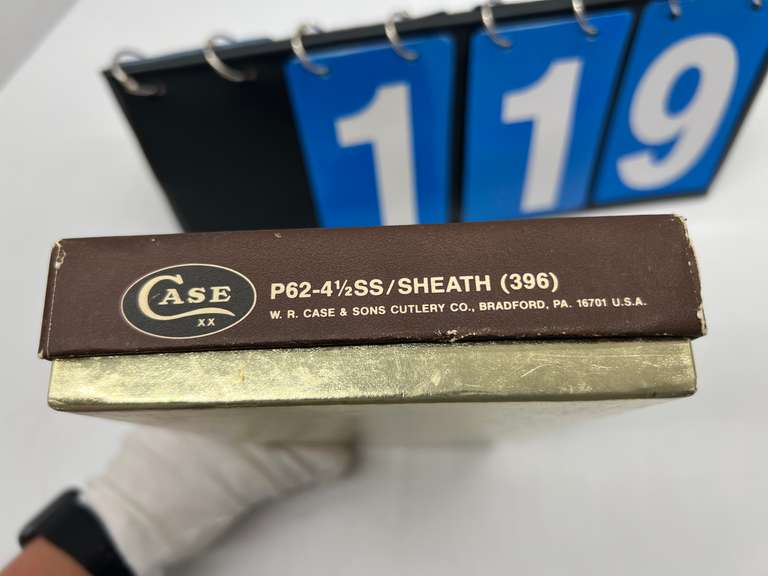 119
CASE
XX
P62-4½SS/SHEATH (396)
W. R. CASE & SONS CUTLERY CO., BRADFORD, PA. 16701 U.S.A.